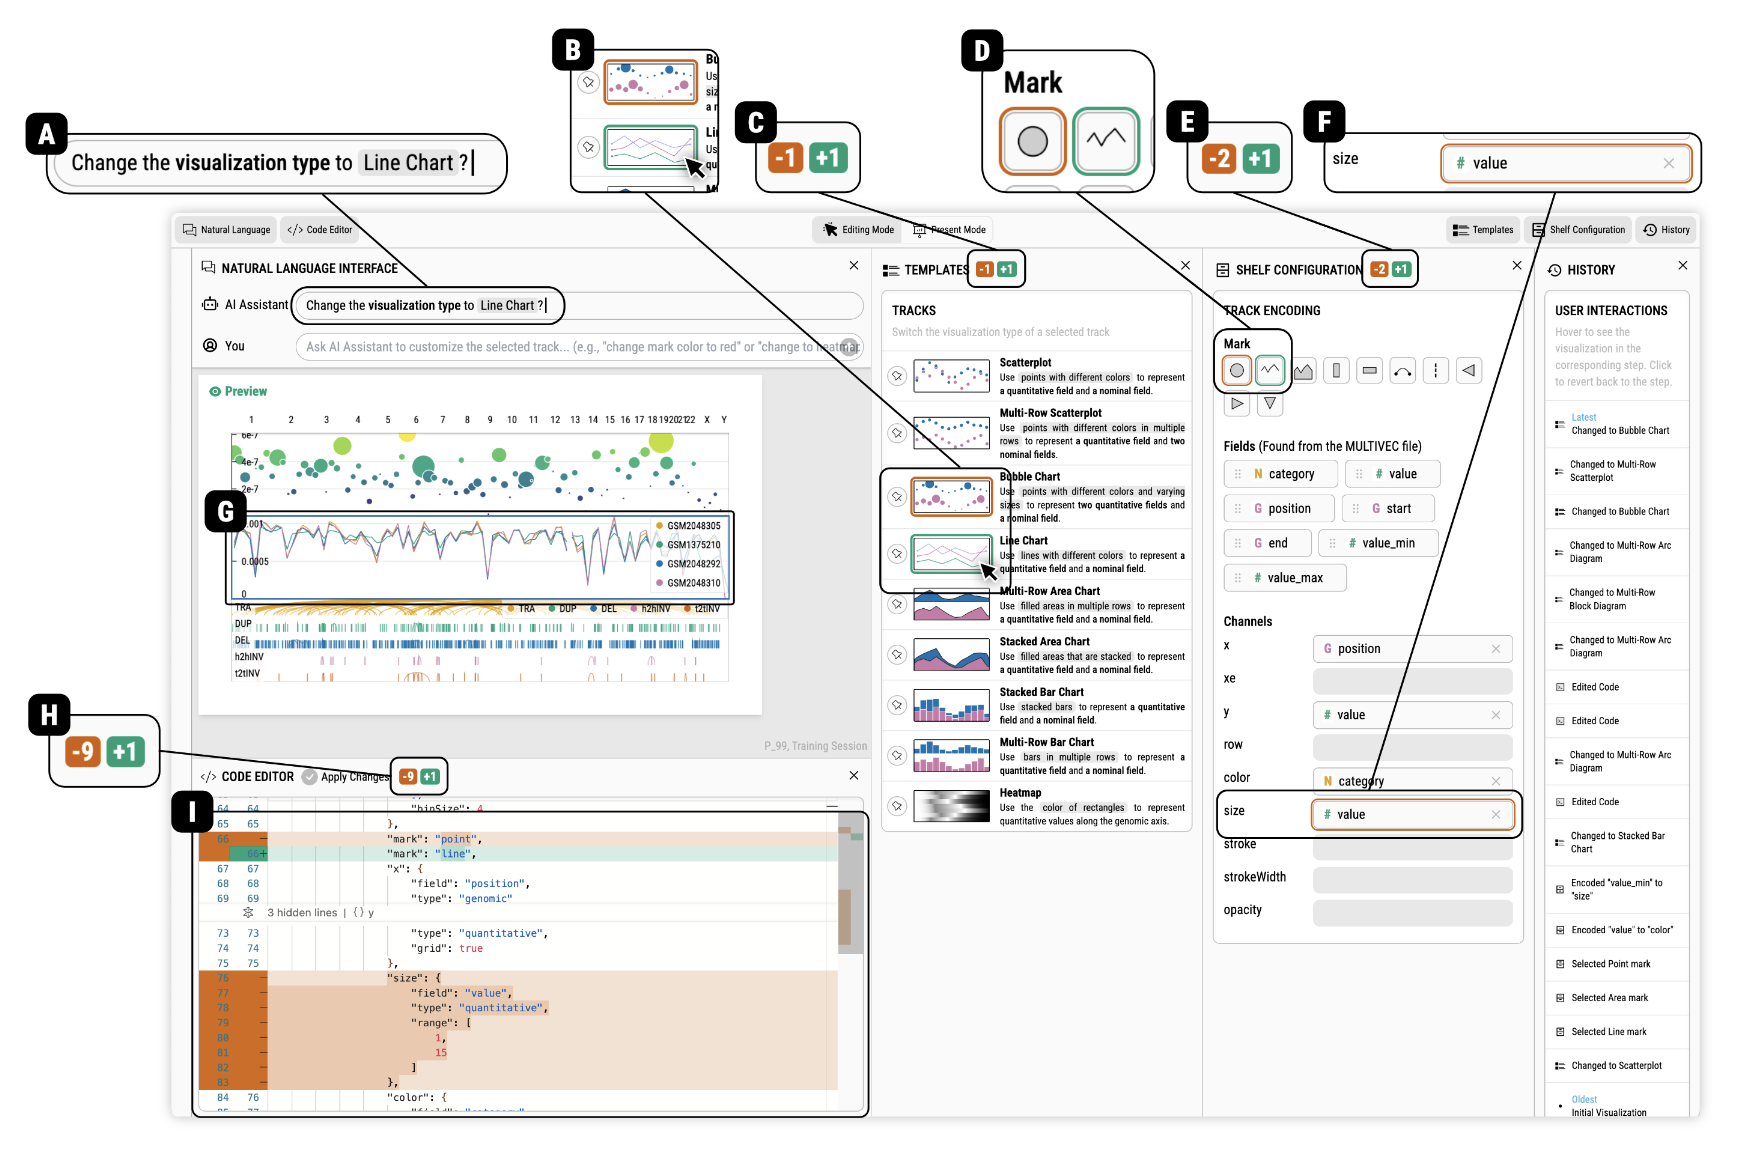 A
Change the visualization type to Line Chart ?
B
Bu
Us
siz
a n
Li
Us
qu
C
-1 +1
D
Mark
E
-2 +1
F
size
# value
Natural Language
</> Code Editor
Editing Mode
Present Mode
Templates
Shelf Configuration
History
NATURAL LANGUAGE INTERFACE
AI Assistant
Change the visualization type to Line Chart ?
You
Ask AI Assistant to customize the selected track... (e.g., "change mark color to red" or "change to heatmap
Preview
1 2 3 4 5 6 7 8 9 10 11 12 13 14 15 16 17 18 19 20 21 22 X Y
6e-7
4e-7
2e-7
G
0.001
0.0005
0
GSM2048305
GSM1375210
GSM2048292
GSM2048310
TRA
TRA DUP DEL h2hINV t2tINV
DUP
DEL
h2hINV
t2tINV
P_99, Training Session
H
-9 +1
</> CODE EDITOR
Apply Changes
-9 +1
I
64 64 "binSize": 4
65 65 },
66 − "mark": "point",
66+ "mark": "line",
67 67 "x": {
68 68 "field": "position",
69 69 "type": "genomic"
3 hidden lines | {} y
73 73 "type": "quantitative",
74 74 "grid": true
75 75 },
76 − "size": {
77 − "field": "value",
78 − "type": "quantitative",
79 − "range": [
80 − 1,
81 − 15
82 − ]
83 − },
84 76 "color": {
TEMPLATES
-1 +1
TRACKS
Switch the visualization type of a selected track
Scatterplot
Use points with different colors to represent
a quantitative field and a nominal field.
Multi-Row Scatterplot
Use points with different colors in multiple
rows to represent a quantitative field and two
nominal fields.
Bubble Chart
Use points with different colors and varying
sizes to represent two quantitative fields and
a nominal field.
Line Chart
Use lines with different colors to represent a
quantitative field and a nominal field.
Multi-Row Area Chart
Use filled areas in multiple rows to represent
a quantitative field and a nominal field.
Stacked Area Chart
Use filled areas that are stacked to represent
a quantitative field and a nominal field.
Stacked Bar Chart
Use stacked bars to represent a quantitative
field and a nominal field.
Multi-Row Bar Chart
Use bars in multiple rows to represent a
quantitative field and a nominal field.
Heatmap
Use the color of rectangles to represent
quantitative values along the genomic axis.
SHELF CONFIGURATION
-2 +1
TRACK ENCODING
Mark
Fields (Found from the MULTIVEC file)
N category
# value
G position
G start
G end
# value_min
# value_max
Channels
x
G position
xe
y
# value
row
color
N category
size
# value
stroke
strokeWidth
opacity
HISTORY
USER INTERACTIONS
Hover to see the
visualization in the
corresponding step. Click
to revert back to the step.
Latest
Changed to Bubble Chart
Changed to Multi-Row
Scatterplot
Changed to Bubble Chart
Changed to Multi-Row Arc
Diagram
Changed to Multi-Row
Block Diagram
Changed to Multi-Row Arc
Diagram
Edited Code
Edited Code
Changed to Multi-Row Arc
Diagram
Edited Code
Changed to Stacked Bar
Chart
Encoded "value_min" to
"size"
Encoded "value" to "color"
Selected Point mark
Selected Area mark
Selected Line mark
Changed to Scatterplot
Oldest
Initial Visualization